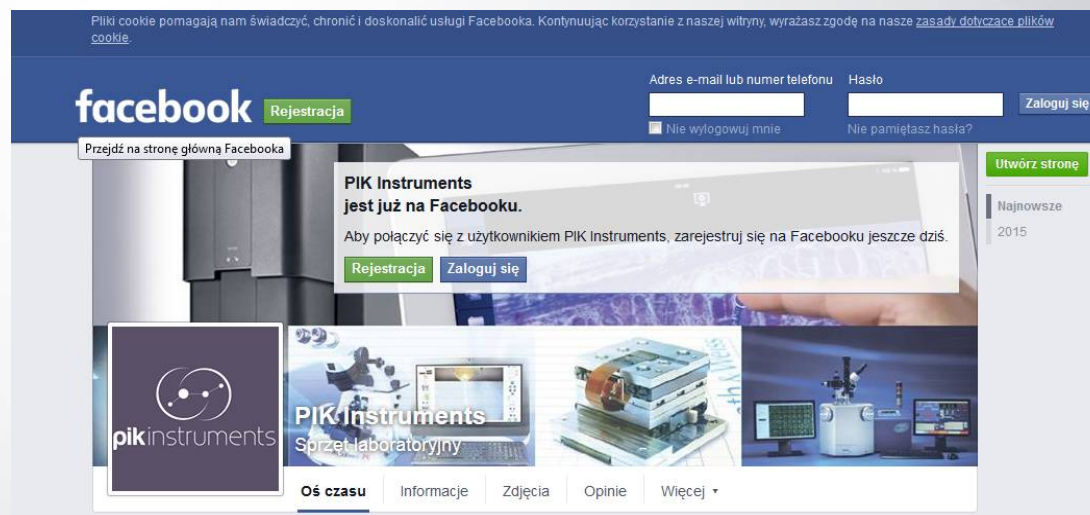 Pliki cookie pomagają nam świadczyć, chronić i doskonalić usługi Facebooka. Kontynuując korzystanie z naszej witryny, wyrażasz zgodę na nasze zasady dotyczące plików
cookie.
Adres e-mail lub numer telefonu Hasło
facebook Rejestracja Zaloguj się
Nie wylogowuj mnie Nie pamiętasz hasła?
Przejdź na stronę główną Facebooka
Utwórz stronę
PIK Instruments
jest już na Facebooku.
Najnowsze
2015
Aby połączyć się z użytkownikiem PIK Instruments, zarejestruj się na Facebooku jeszcze dziś.
Rejestracja Zaloguj się
PIK Instruments
pikinstruments
Sprzęt laboratoryjny
Oś czasu Informacje Zdjęcia Opinie Więcej